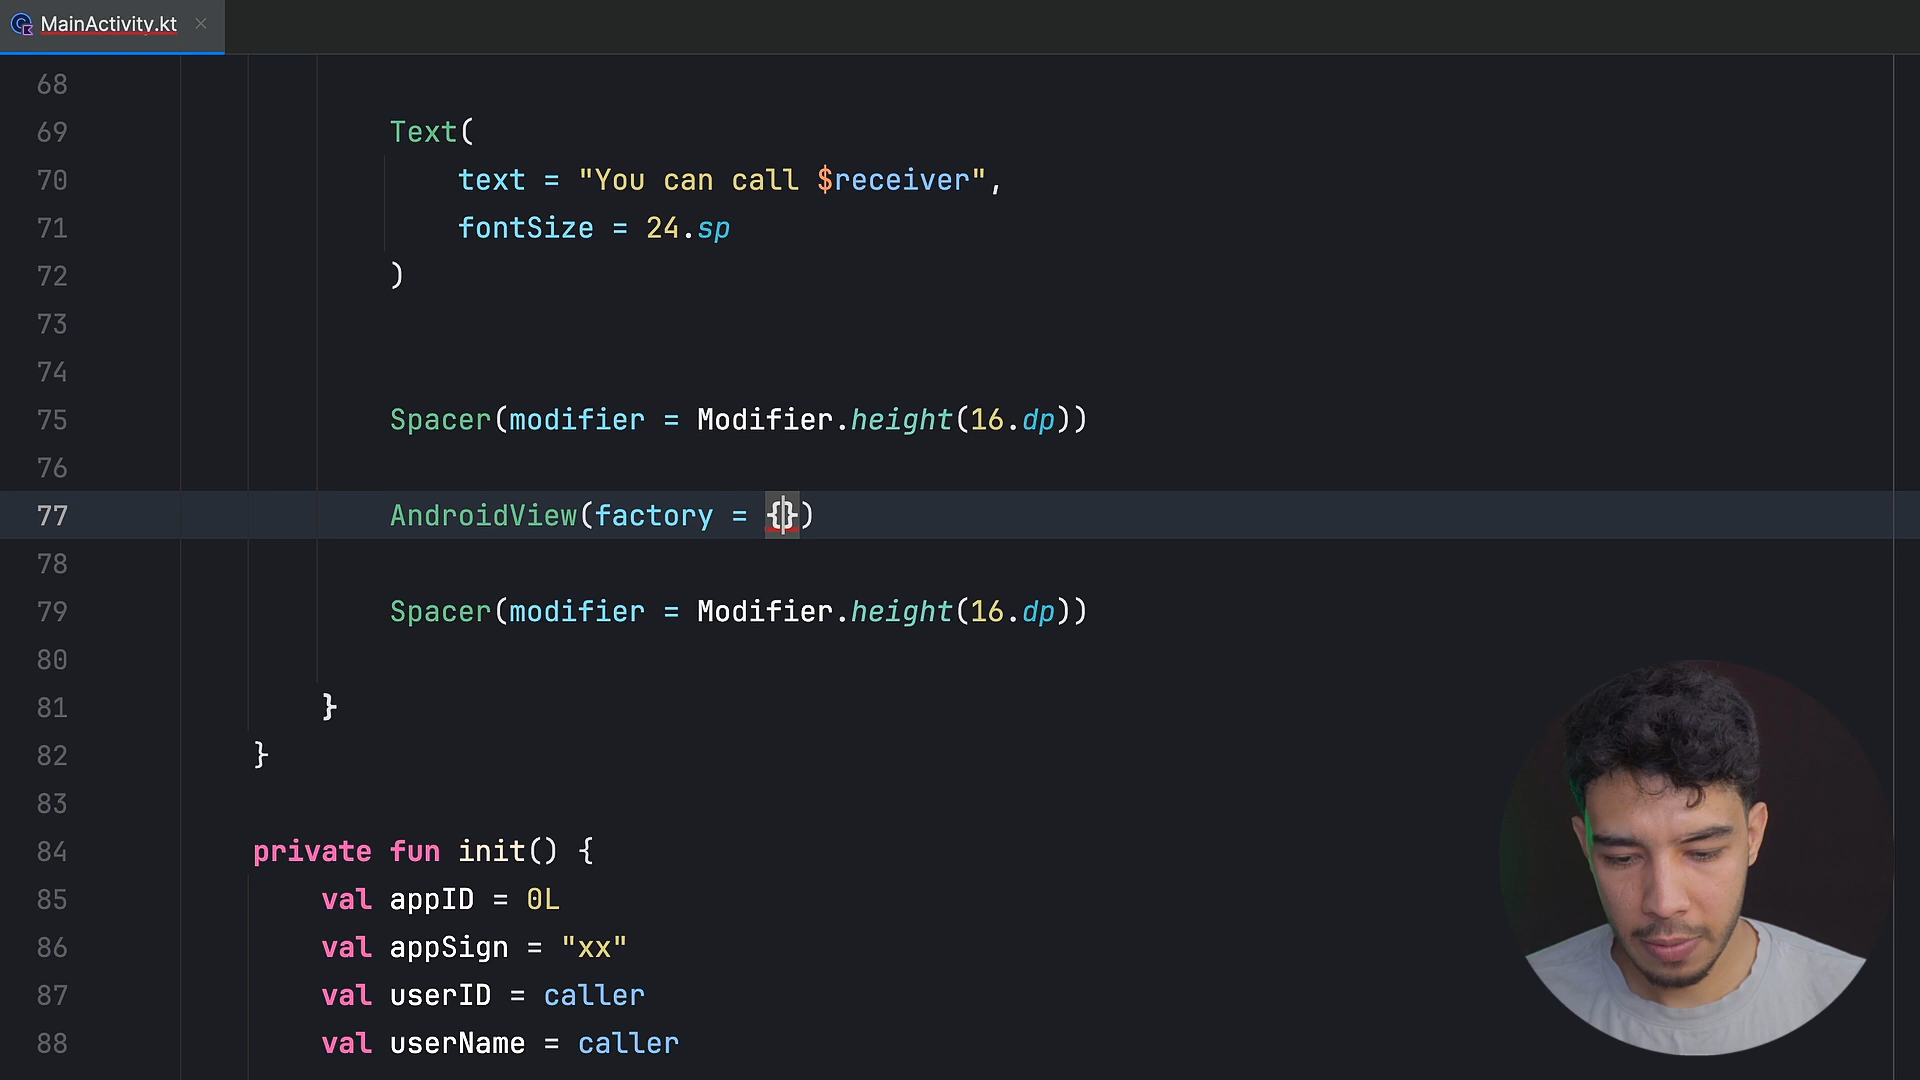 MainActivity.kt
68
69 Text(
70 text = "You can call $receiver",
71 fontSize = 24.sp
72 )
73
74
75 Spacer(modifier = Modifier.height(16.dp))
76
77 AndroidView(factory = {})
78
79 Spacer(modifier = Modifier.height(16.dp))
80
81 }
82 }
83
84 private fun init() {
85 val appID = 0L
86 val appSign = "xx"
87 val userID = caller
88 val userName = caller